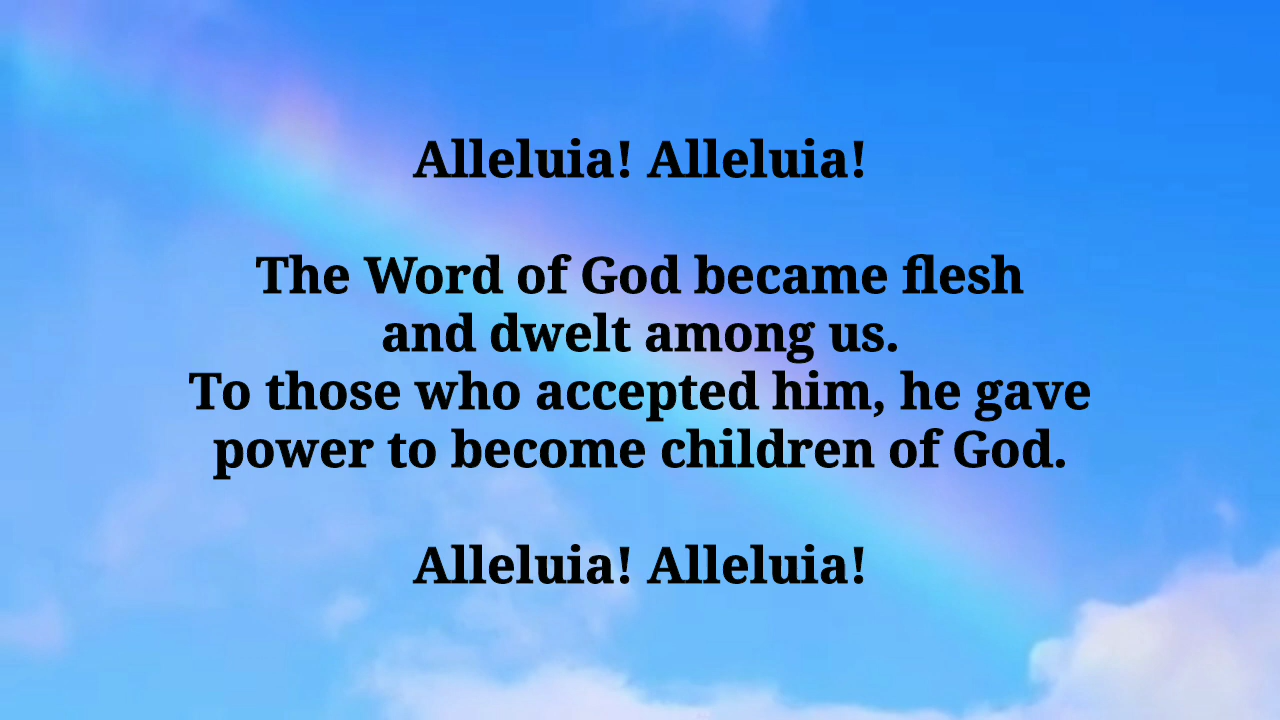 Alleluia! Alleluia!
The Word of God became flesh
and dwelt among us.
To those who accepted him, he gave
power to become children of God.
Alleluia! Alleluia!